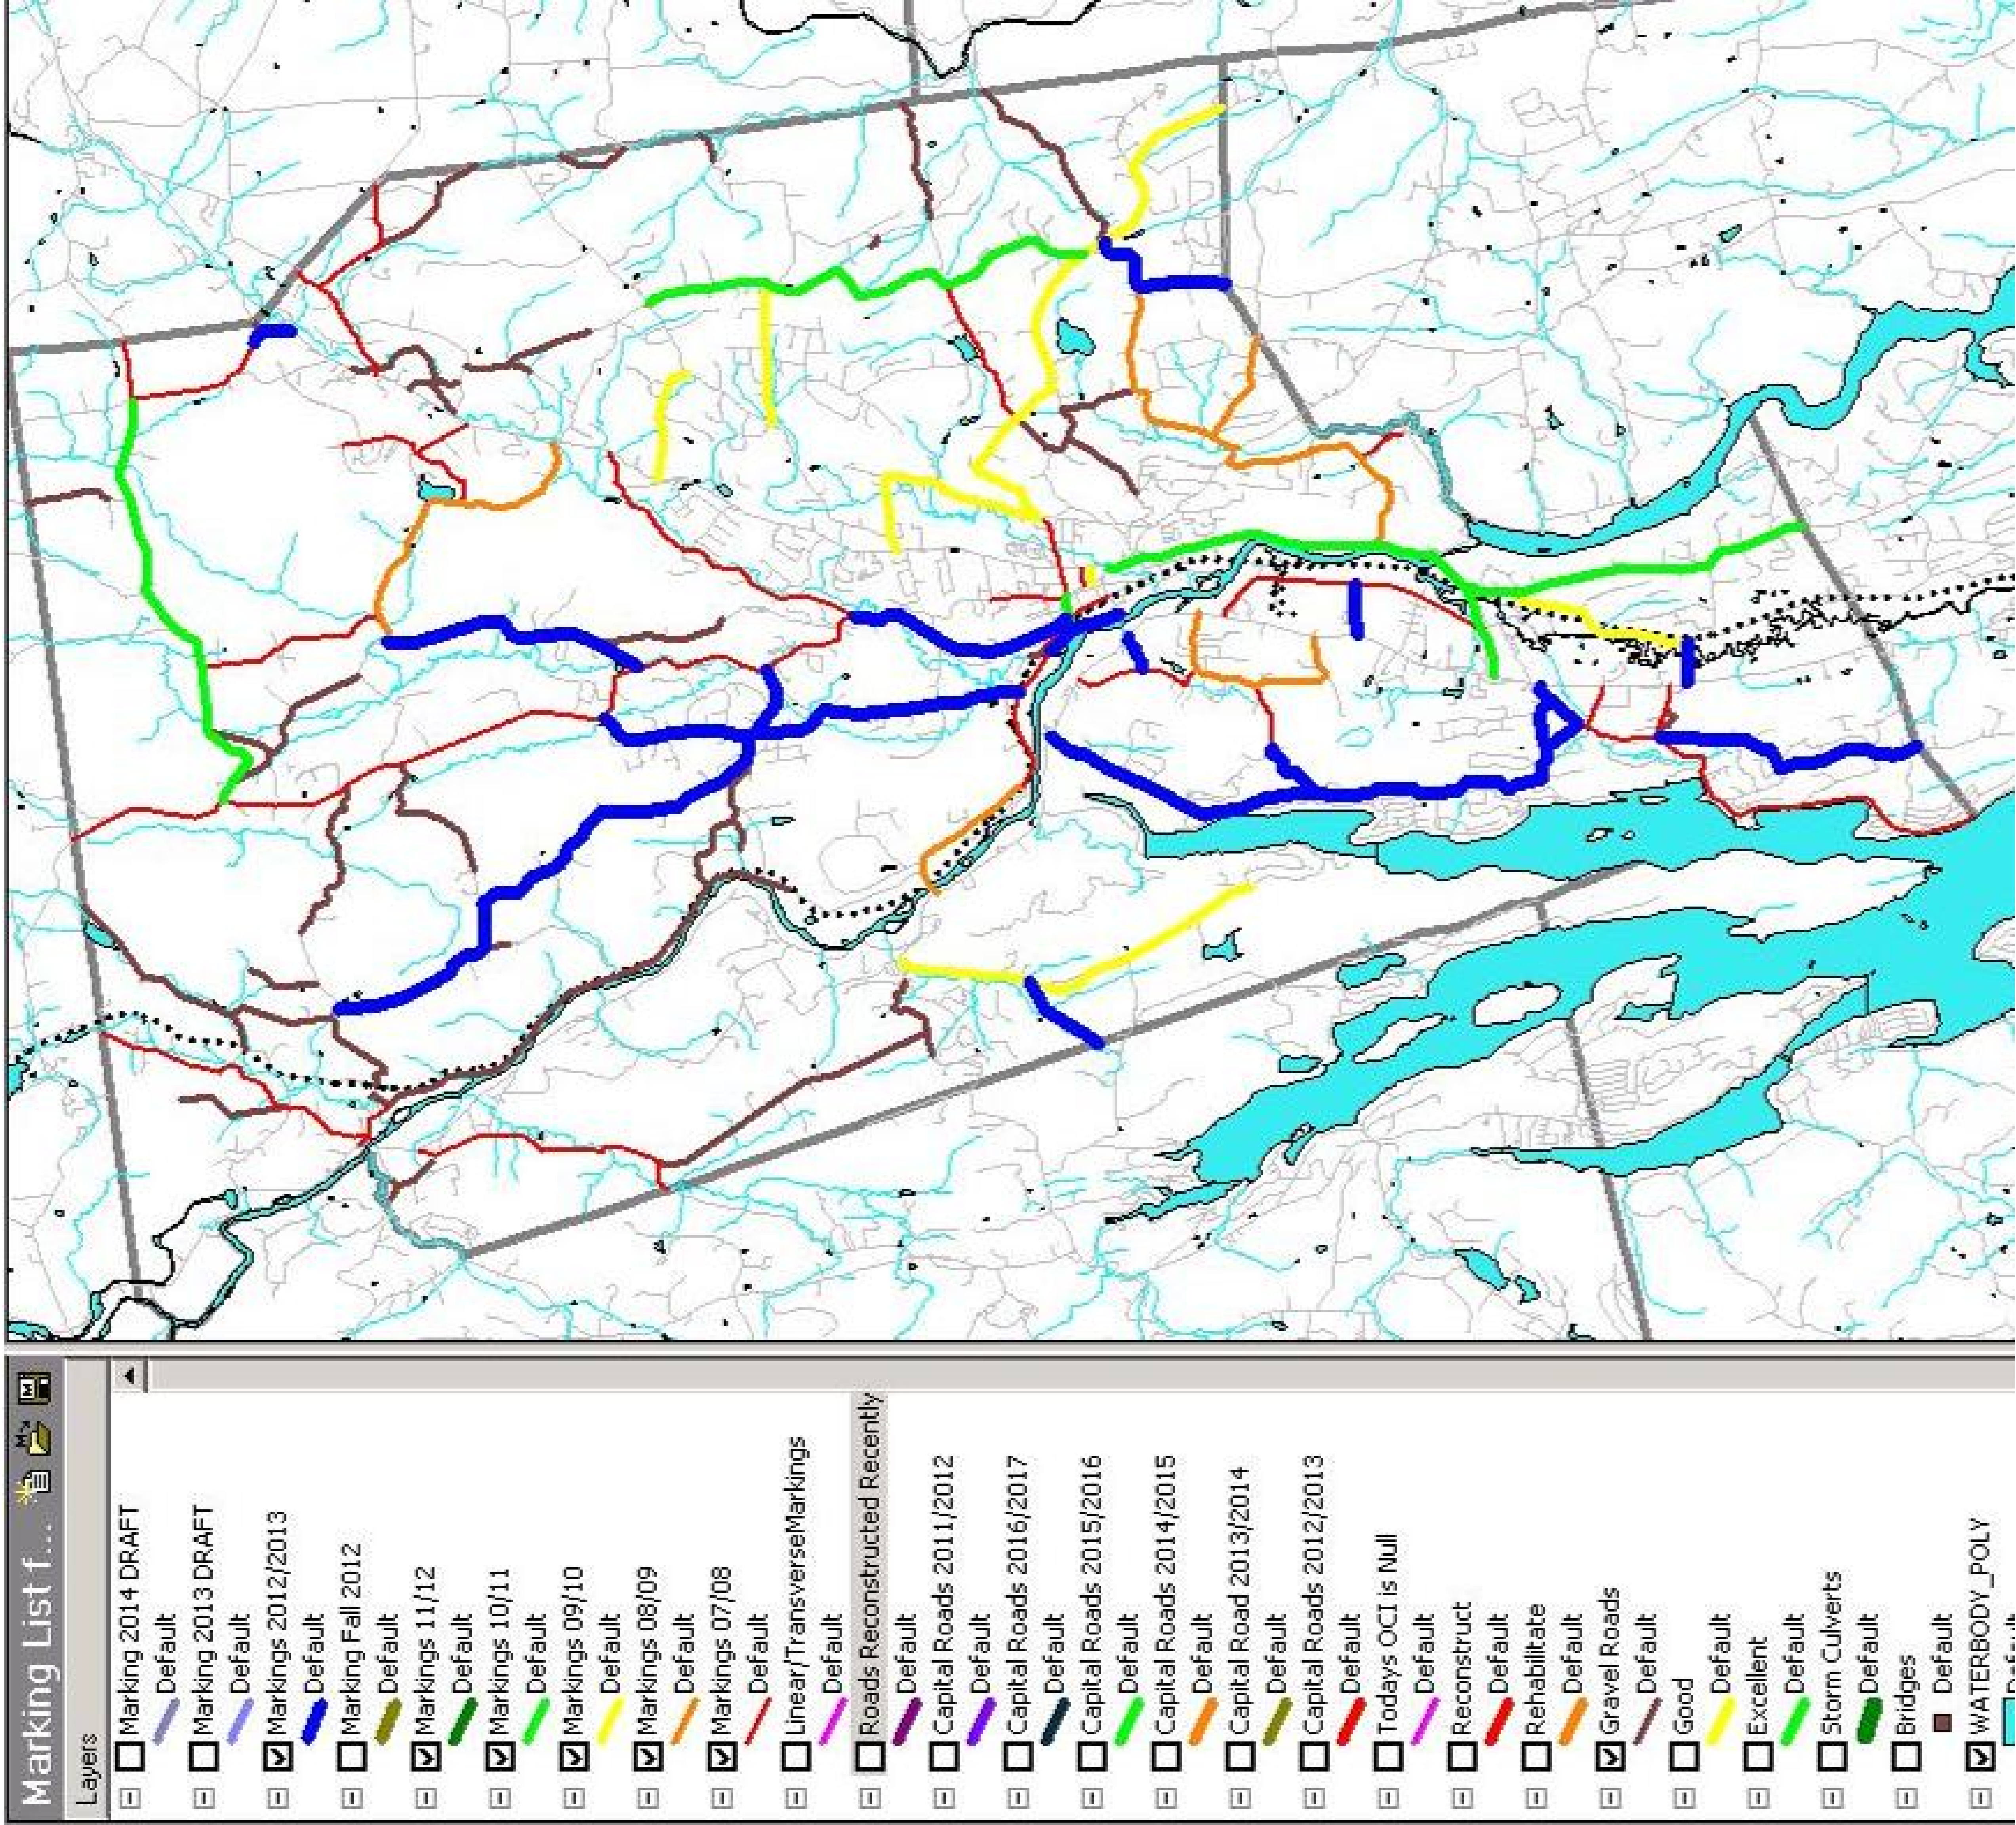 Marking List f...
Layers
Marking 2014 DRAFT
Default
Marking 2013 DRAFT
Default
Markings 2012/2013
Default
Marking Fall 2012
Default
Markings 11/12
Default
Markings 10/11
Default
Markings 09/10
Default
Markings 08/09
Default
Markings 07/08
Default
Linear/TransverseMarkings
Default
Roads Reconstructed Recently
Default
Capital Roads 2011/2012
Default
Capital Roads 2016/2017
Default
Capital Roads 2015/2016
Default
Capital Roads 2014/2015
Default
Capital Road 2013/2014
Default
Capital Roads 2012/2013
Default
Todays OCI is Null
Default
Reconstruct
Default
Rehabilitate
Default
Gravel Roads
Default
Good
Default
Excellent
Default
Storm Culverts
Default
Bridges
Default
WATERBODY_POLY